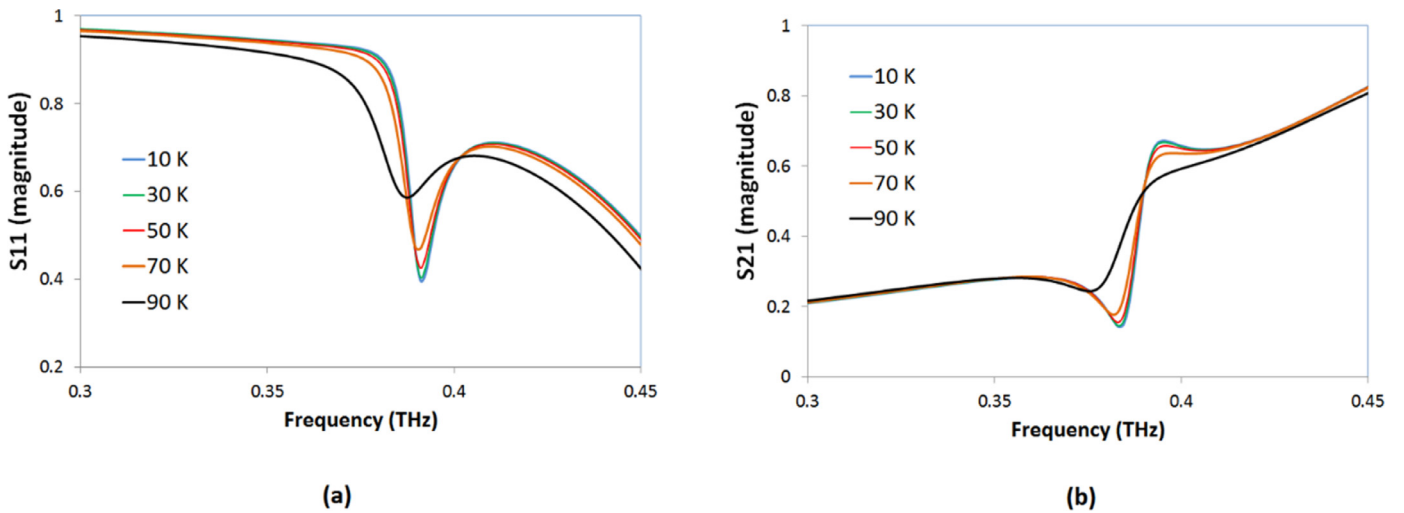 1
0.8
0.6
0.4
0.2
S11 (magnitude)
10 K
30 K
50 K
70 K
90 K
0.3
0.35
0.4
0.45
Frequency (THz)
(a)
1
0.8
0.6
0.4
0.2
0
S21 (magnitude)
10 K
30 K
50 K
70 K
90 K
0.3
0.35
0.4
0.45
Frequency (THz)
(b)